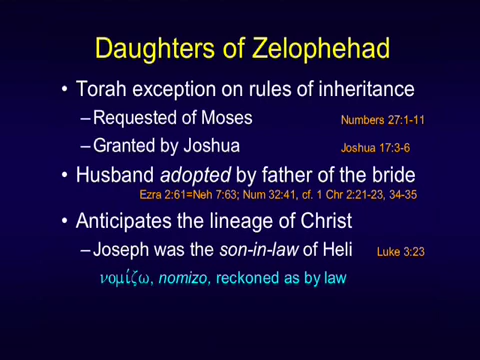 Daughters of Zelophehad
• Torah exception on rules of inheritance
–Requested of Moses Numbers 27:1-11
–Granted by Joshua Joshua 17:3-6
• Husband adopted by father of the bride
Ezra 2:61=Neh 7:63; Num 32:41, cf. 1 Chr 2:21-23, 34-35
• Anticipates the lineage of Christ
–Joseph was the son-in-law of Heli Luke 3:23
νομίζω, nomizo, reckoned as by law